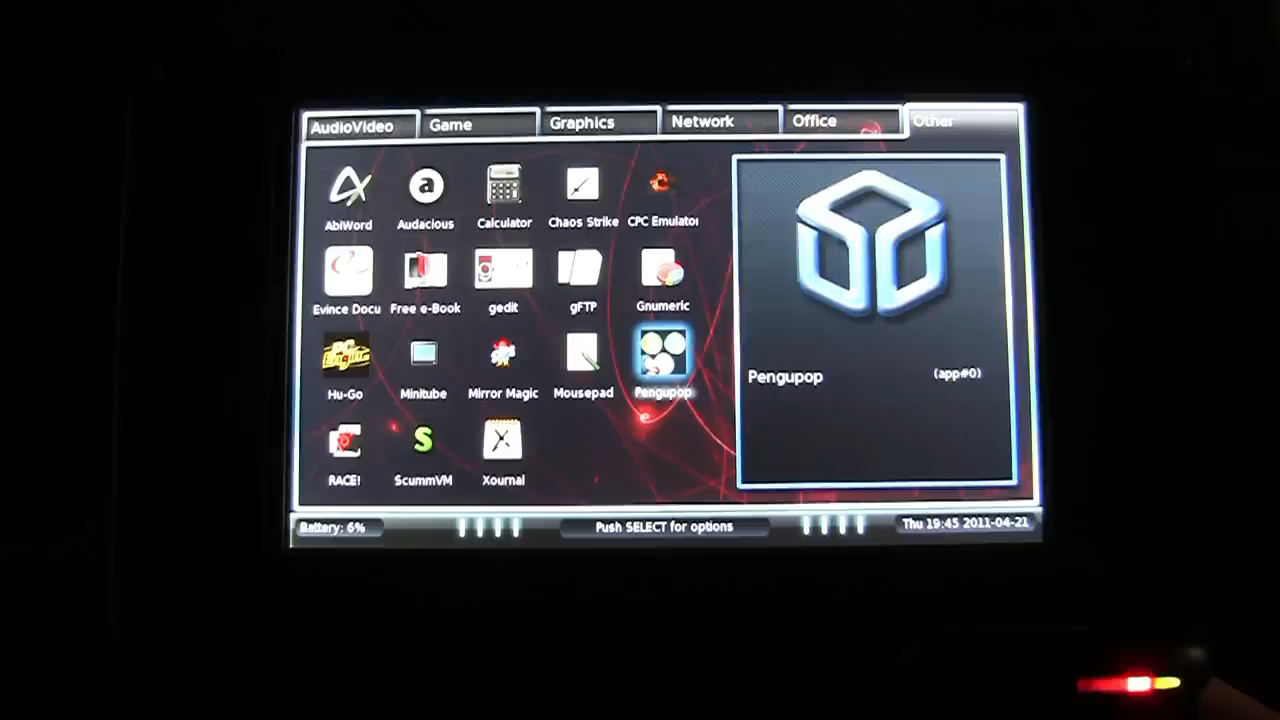 AudioVideo Game Graphics Network Office Other
AbiWord Audacious Calculator Chaos Strike CPC Emulator
Evince Docu Free e-Book gedit gFTP Gnumeric
Hu-Go Minitube Mirror Magic Mousepad Pengupop
RACE! ScummVM Xournal
Pengupop (app#0)
Battery: 6% Push SELECT for options Thu 19:45 2011-04-21